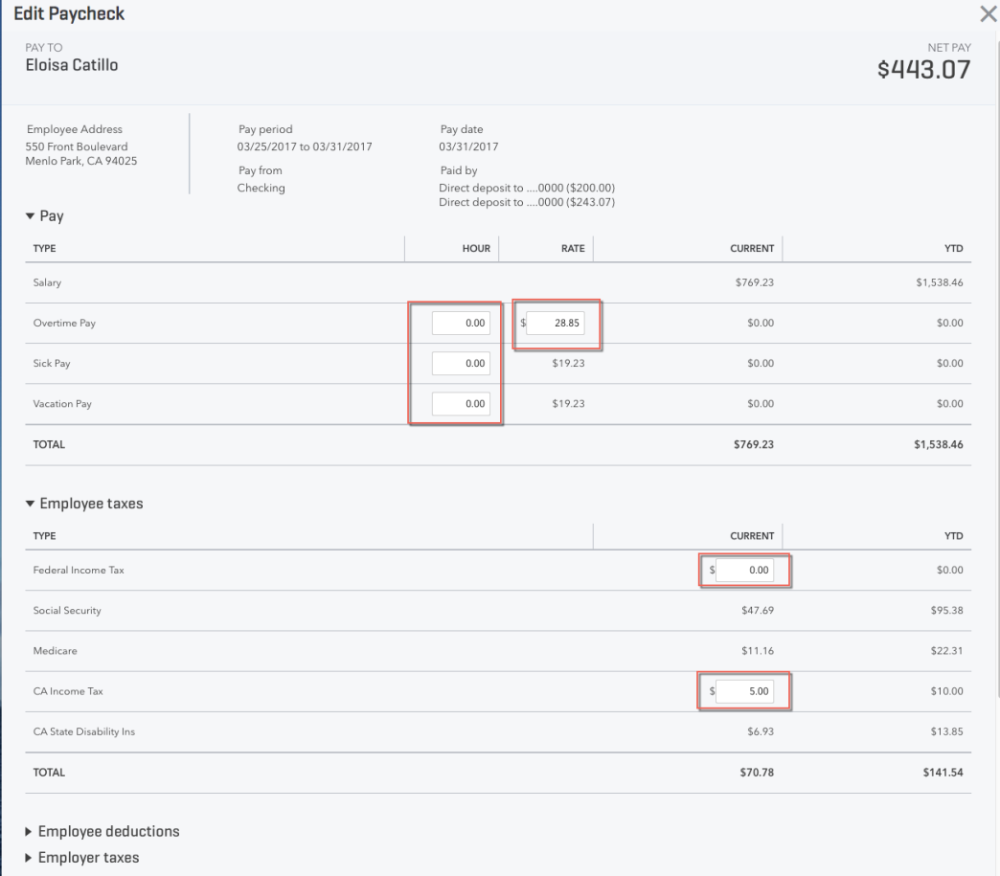 Edit Paycheck
PAY TO
Eloisa Catillo
NET PAY
$443.07
Employee Address
550 Front Boulevard
Menlo Park, CA 94025
Pay period
03/25/2017 to 03/31/2017
Pay from
Checking
Pay date
03/31/2017
Paid by
Direct deposit to ....0000 ($200.00)
Direct deposit to ....0000 ($243.07)
Pay
TYPE HOUR RATE CURRENT YTD
Salary $769.23 $1,538.46
Overtime Pay 0.00 $ 28.85 $0.00 $0.00
Sick Pay 0.00 $19.23 $0.00 $0.00
Vacation Pay 0.00 $19.23 $0.00 $0.00
TOTAL $769.23 $1,538.46
Employee taxes
TYPE CURRENT YTD
Federal Income Tax $ 0.00 $0.00
Social Security $47.69 $95.38
Medicare $11.16 $22.31
CA Income Tax $ 5.00 $10.00
CA State Disability Ins $6.93 $13.85
TOTAL $70.78 $141.54
Employee deductions
Employer taxes